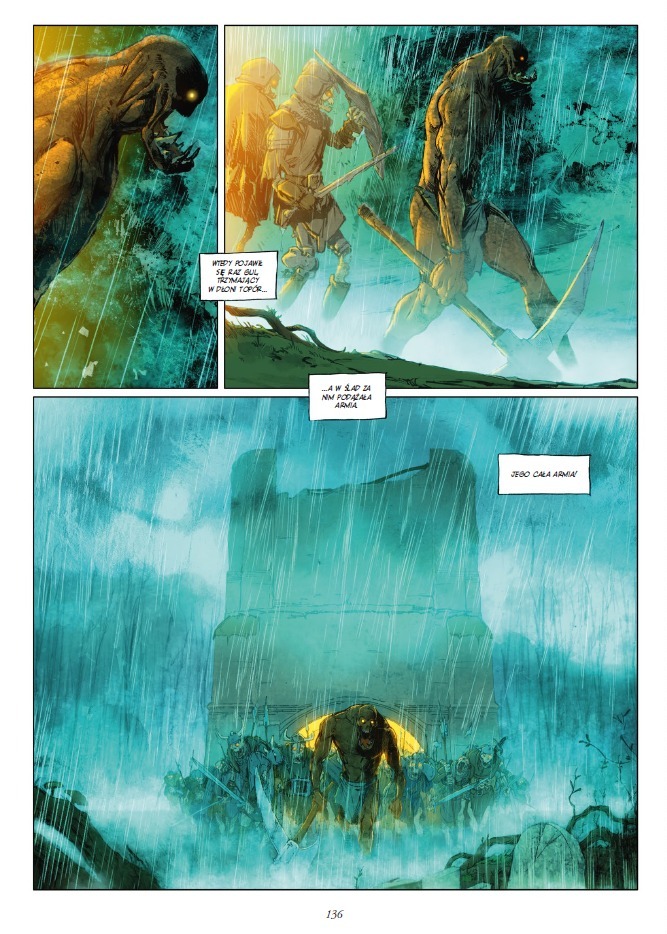 WTEDY POJAWIŁ
SIĘ RAZ GUL,
TRZYMAJĄCY
W DŁONI TOPÓR...
...A W ŚLAD ZA
NIM PODĄŻAŁA
ARMIA.
JEGO CAŁA ARMIA!
136